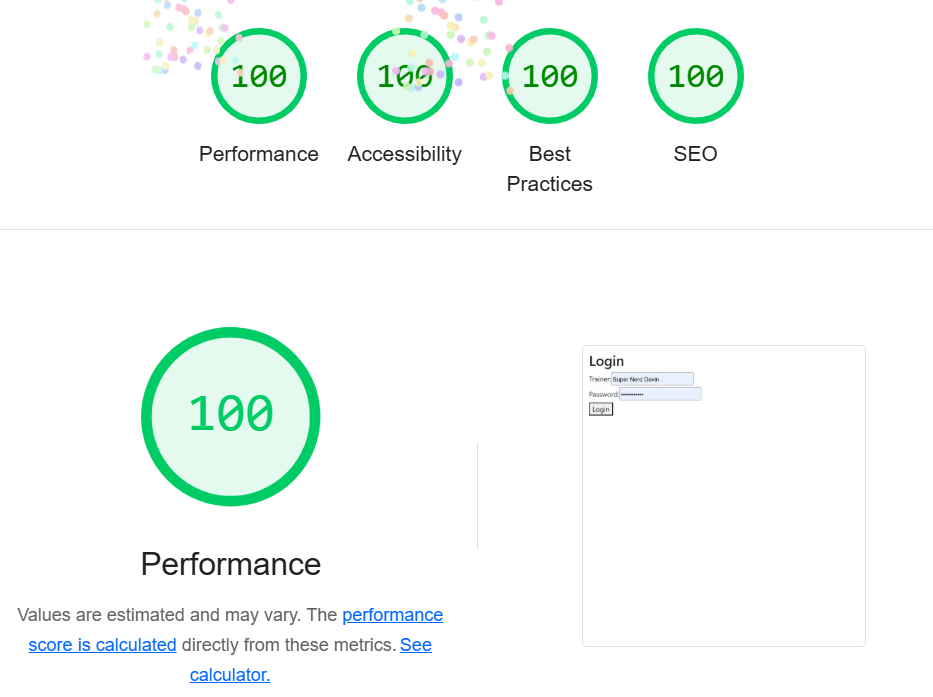 100 100 100 100
Performance Accessibility Best Practices SEO
100
Performance
Values are estimated and may vary. The performance
score is calculated directly from these metrics. See
calculator.
Login
Trainer: Super Nerd Davin
Password: •••••••••••
Login